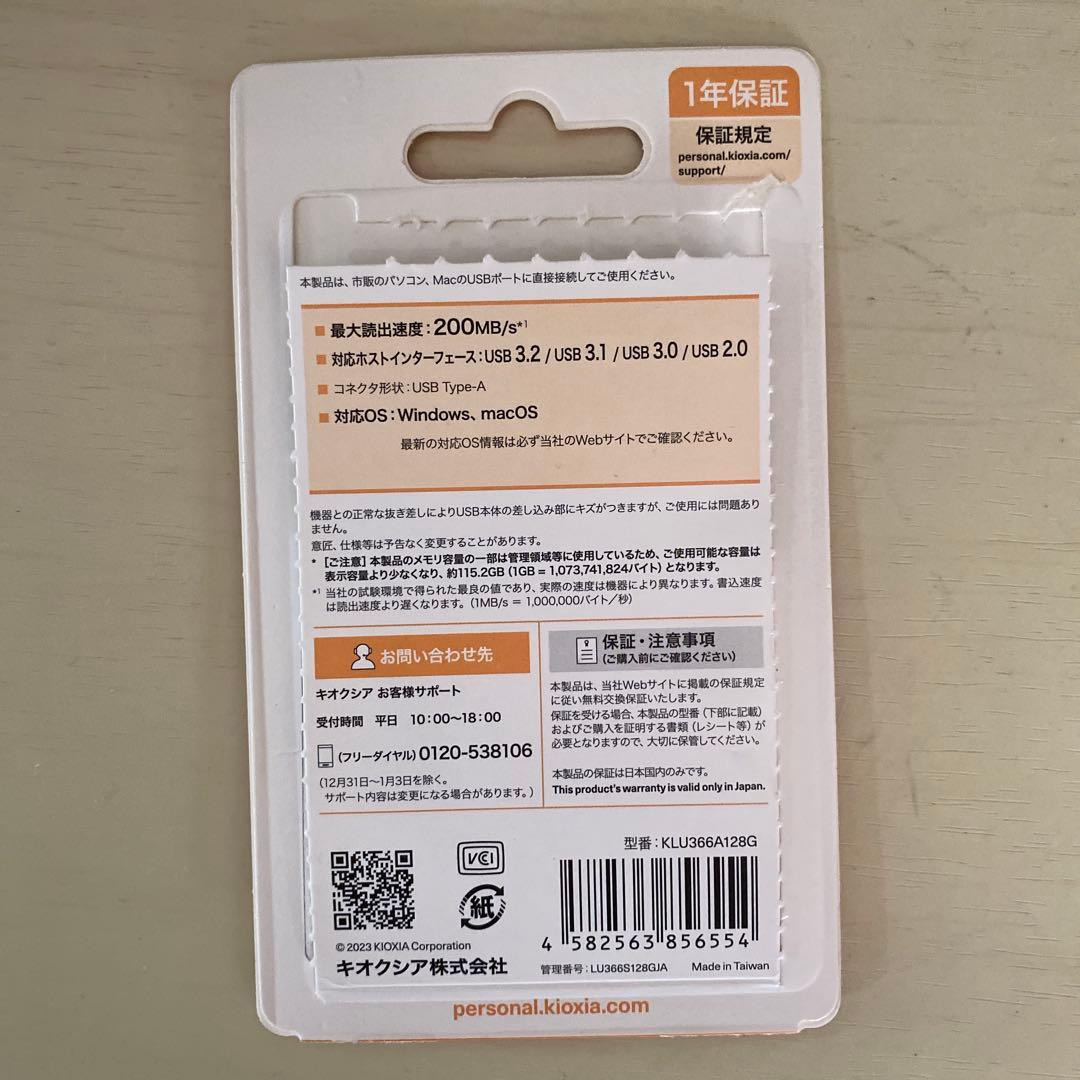 1年保証
保証規定
personal.kioxia.com/
support/
本製品は、市販のパソコン、MacのUSBポートに直接接続してご使用ください。
■ 最大読出速度：200MB/s*1
■ 対応ホストインターフェース：USB 3.2 / USB 3.1 / USB 3.0 / USB 2.0
■ コネクタ形状：USB Type-A
■ 対応OS：Windows、macOS
最新の対応OS情報は必ず当社のWebサイトでご確認ください。
機器との正常な抜き差しによりUSB本体の差し込み部にキズがつきますが、ご使用には問題あり
ません。
意匠、仕様等は予告なく変更することがあります。
* ［ご注意］本製品のメモリ容量の一部は管理領域等に使用しているため、ご使用可能な容量は
表示容量より少なくなり、約115.2GB（1GB = 1,073,741,824バイト）となります。
*1 当社の試験環境で得られた最良の値であり、実際の速度は機器により異なります。書込速度
は読出速度より遅くなります。（1MB/s = 1,000,000バイト／秒）
お問い合わせ先
キオクシア お客様サポート
受付時間 平日 10：00〜18：00
（フリーダイヤル）0120-538106
（12月31日〜1月3日を除く。
サポート内容は変更になる場合があります。）
保証・注意事項
（ご購入前にご確認ください）
本製品は、当社Webサイトに掲載の保証規定
に従い無料交換保証いたします。
保証を受ける場合、本製品の型番（下部に記載）
およびご購入を証明する書類（レシート等）が
必要となりますので、大切に保管してください。
本製品の保証は日本国内のみです。
This product's warranty is valid only in Japan.
型番：KLU366A128G
VCCI
紙
4 582563 856554
© 2023 KIOXIA Corporation
キオクシア株式会社
管理番号：LU366S128GJA Made in Taiwan
personal.kioxia.com